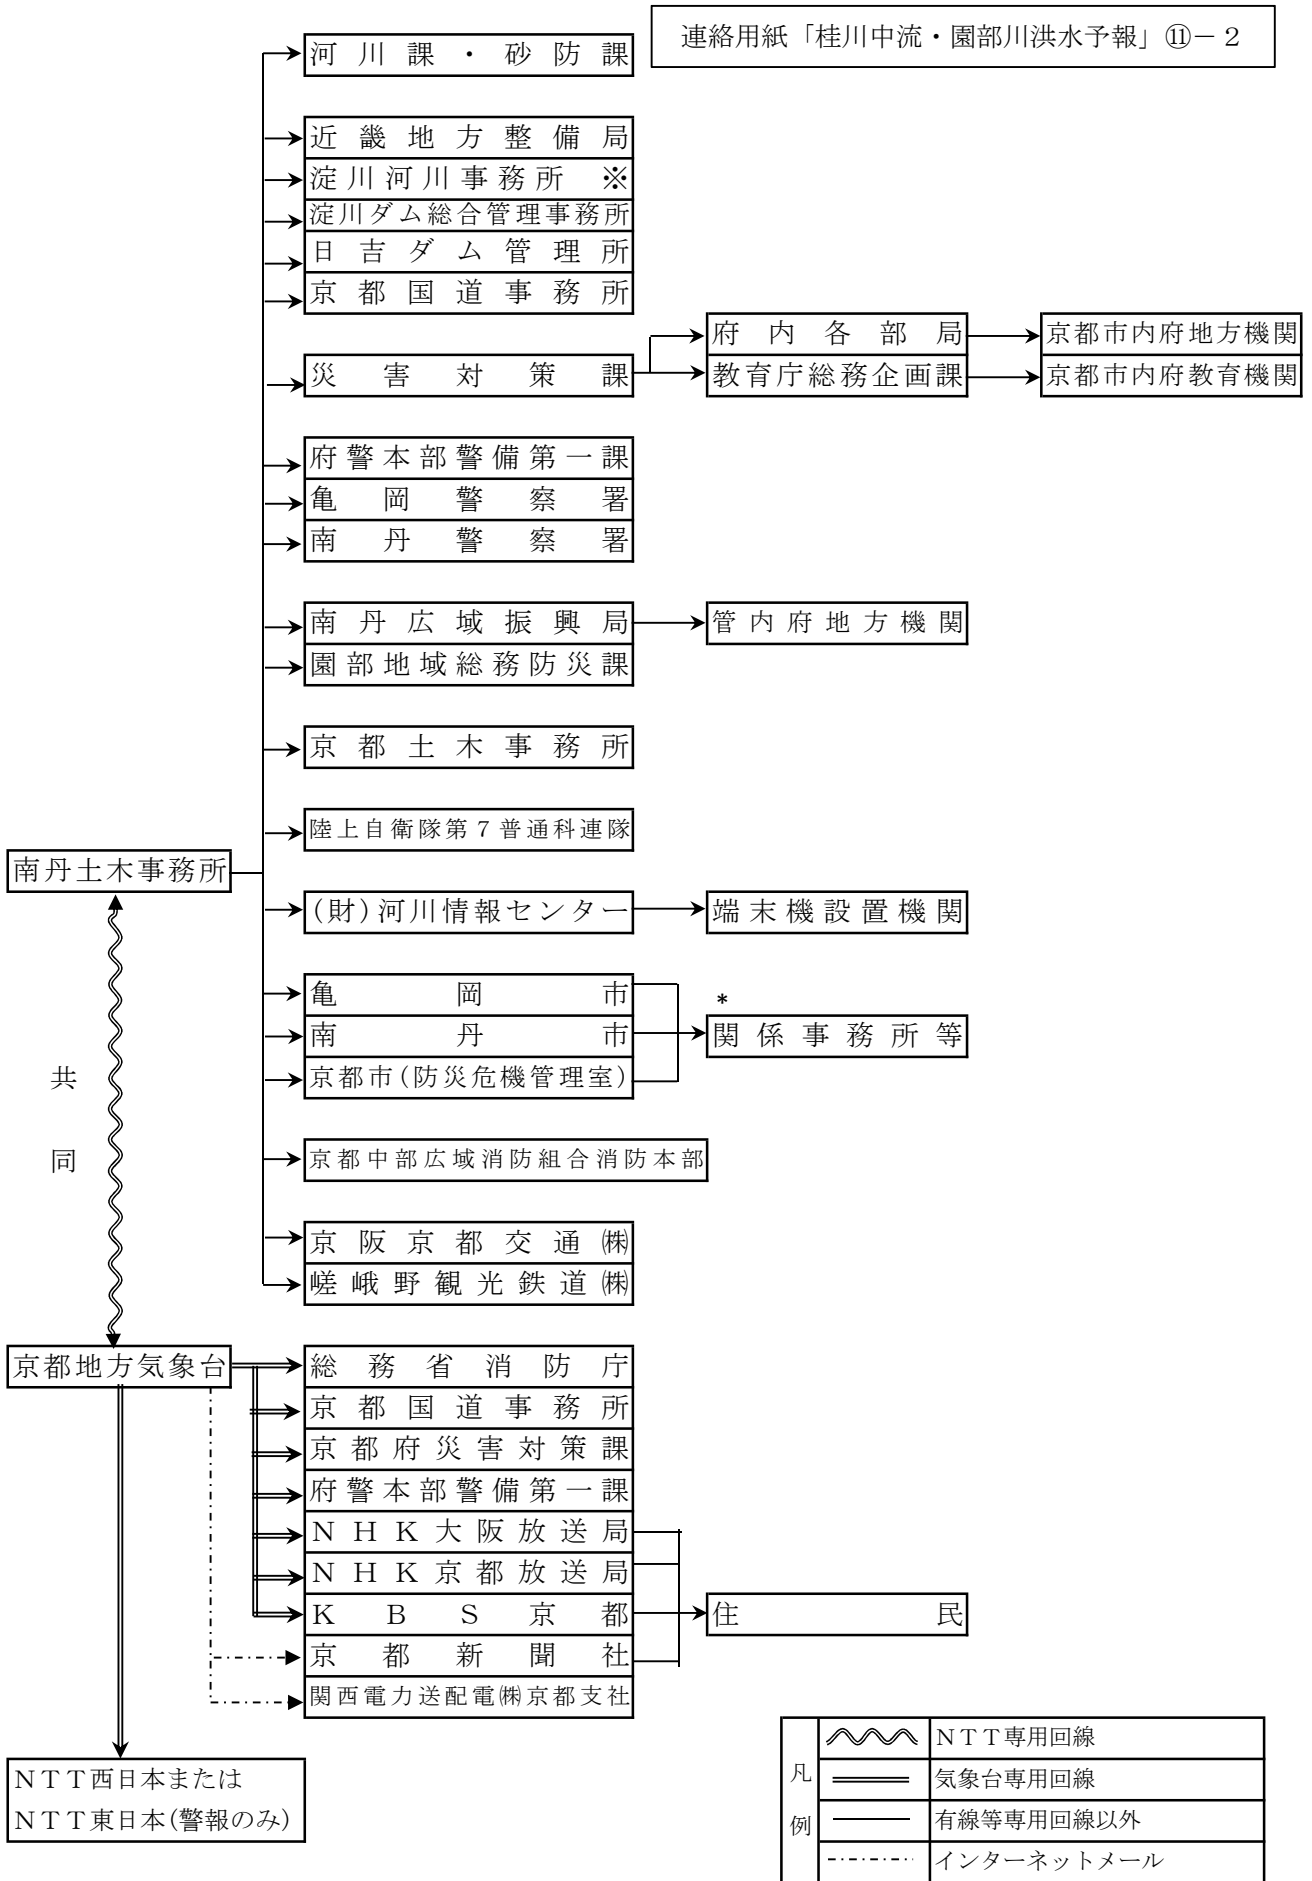 連絡用紙「桂川中流・園部川洪水予報」⑪－２
河川課・砂防課
近畿地方整備局
淀川河川事務所 ※
淀川ダム総合管理事務所
日吉ダム管理所
京都国道事務所
府内各部局
京都市内府地方機関
災害対策課
教育庁総務企画課
京都市内府教育機関
府警本部警備第一課
亀岡警察署
南丹警察署
南丹広域振興局
管内府地方機関
園部地域総務防災課
京都土木事務所
陸上自衛隊第７普通科連隊
南丹土木事務所
(財)河川情報センター
端末機設置機関
亀岡市
*
南丹市
関係事務所等
京都市(防災危機管理室)
共
同
京都中部広域消防組合消防本部
京阪京都交通㈱
嵯峨野観光鉄道㈱
京都地方気象台
総務省消防庁
京都国道事務所
京都府災害対策課
府警本部警備第一課
ＮＨＫ大阪放送局
ＮＨＫ京都放送局
ＫＢＳ京都
住民
京都新聞社
関西電力送配電㈱京都支社
ＮＴＴ西日本または
ＮＴＴ東日本(警報のみ)
凡
例
ＮＴＴ専用回線
気象台専用回線
有線等専用回線以外
インターネットメール